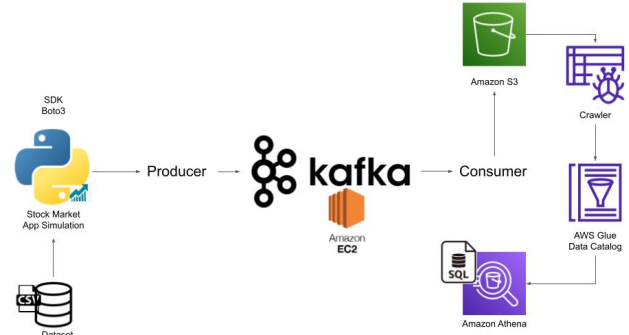 SDK
Boto3
Stock Market
App Simulation
CSV
Dataset
Producer
kafka
Amazon
EC2
Consumer
Amazon S3
Crawler
AWS Glue
Data Catalog
SQL
Amazon Athena